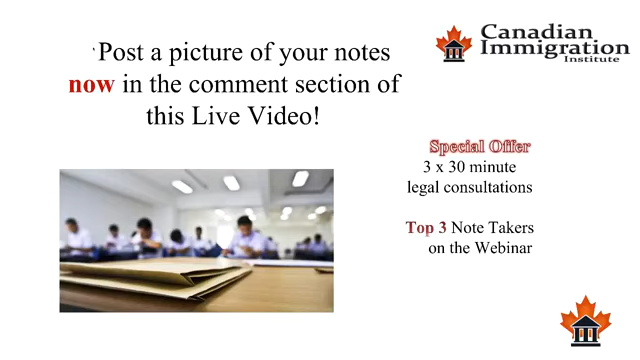 Post a picture of your notes
now in the comment section of
this Live Video!
Canadian
Immigration
Institute
Special Offer
3 x 30 minute
legal consultations
Top 3 Note Takers
on the Webinar